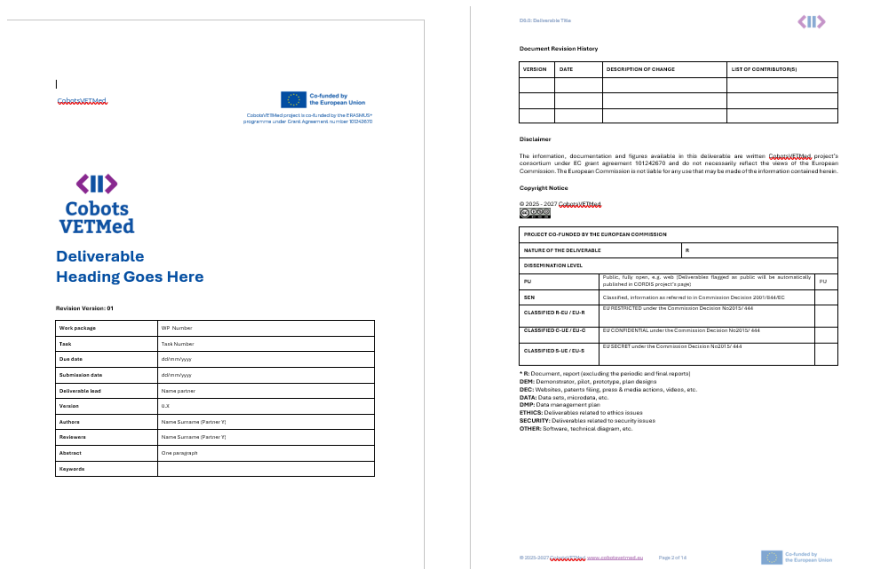 CobotsVETMed
Co-funded by
the European Union
CobotsVETMed project is co-funded by the ERASMUS+
programme under Grant Agreement number 101242670
Cobots
VETMed
Deliverable
Heading Goes Here
Revision Version: 01
Work package WP Number
Task Task Number
Due date dd/mm/yyyy
Submission date dd/mm/yyyy
Deliverable lead Name partner
Version 0.X
Authors Name Surname (Partner Y)
Reviewers Name Surname (Partner Y)
Abstract One paragraph
Keywords
Deliverable Title
Document Revision History
VERSION DATE DESCRIPTION OF CHANGE LIST OF CONTRIBUTOR(S)
Disclaimer
The information, documentation and figures available in this deliverable are written CobotsVETMed project's
consortium under EC grant agreement 101242670 and do not necessarily reflect the views of the European
Commission. The European Commission is not liable for any use that may be made of the information contained herein.
Copyright Notice
© 2025 - 2027 CobotsVETMed
PROJECT CO-FUNDED BY THE EUROPEAN COMMISSION
NATURE OF THE DELIVERABLE R
DISSEMINATION LEVEL
PU Public, fully open, e.g. web (Deliverables flagged as public will be automatically
published in CORDIS project's page) PU
SEN Classified, information as referred to in Commission Decision 2001/844/EC
CLASSIFIED R-EU / EU-R EU RESTRICTED under the Commission Decision No2015/ 444
CLASSIFIED C-UE / EU-C EU CONFIDENTIAL under the Commission Decision No2015/ 444
CLASSIFIED S-UE / EU-S EU SECRET under the Commission Decision No2015/ 444
* R: Document, report (excluding the periodic and final reports)
DEM: Demonstrator, pilot, prototype, plan designs
DEC: Websites, patents filing, press & media actions, videos, etc.
DATA: Data sets, microdata, etc.
DMP: Data management plan
ETHICS: Deliverables related to ethics issues
SECURITY: Deliverables related to security issues
OTHER: Software, technical diagram, etc.
© 2025-2027 CobotsVETMed www.cobotsvetmed.eu Page 2 of 14
Co-funded by
the European Union